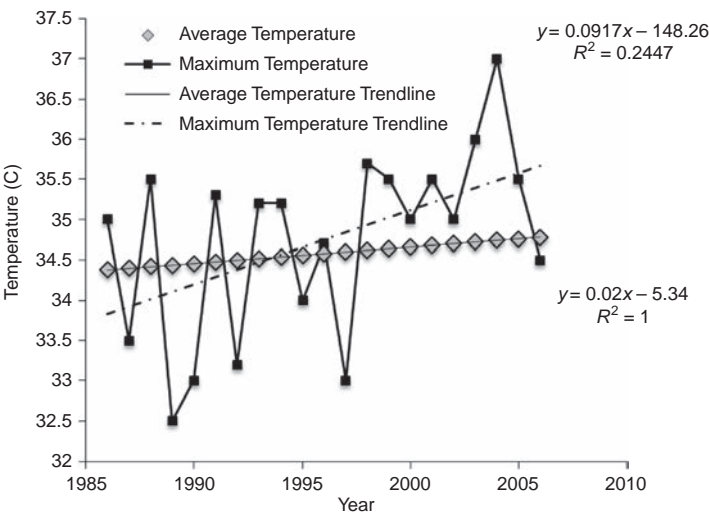 37.5
37
36.5
36
35.5
35
34.5
34
33.5
33
32.5
32
Temperature (C)
Average Temperature
Maximum Temperature
Average Temperature Trendline
Maximum Temperature Trendline
y = 0.0917x – 148.26
R² = 0.2447
y = 0.02x – 5.34
R² = 1
1985 1990 1995 2000 2005 2010
Year